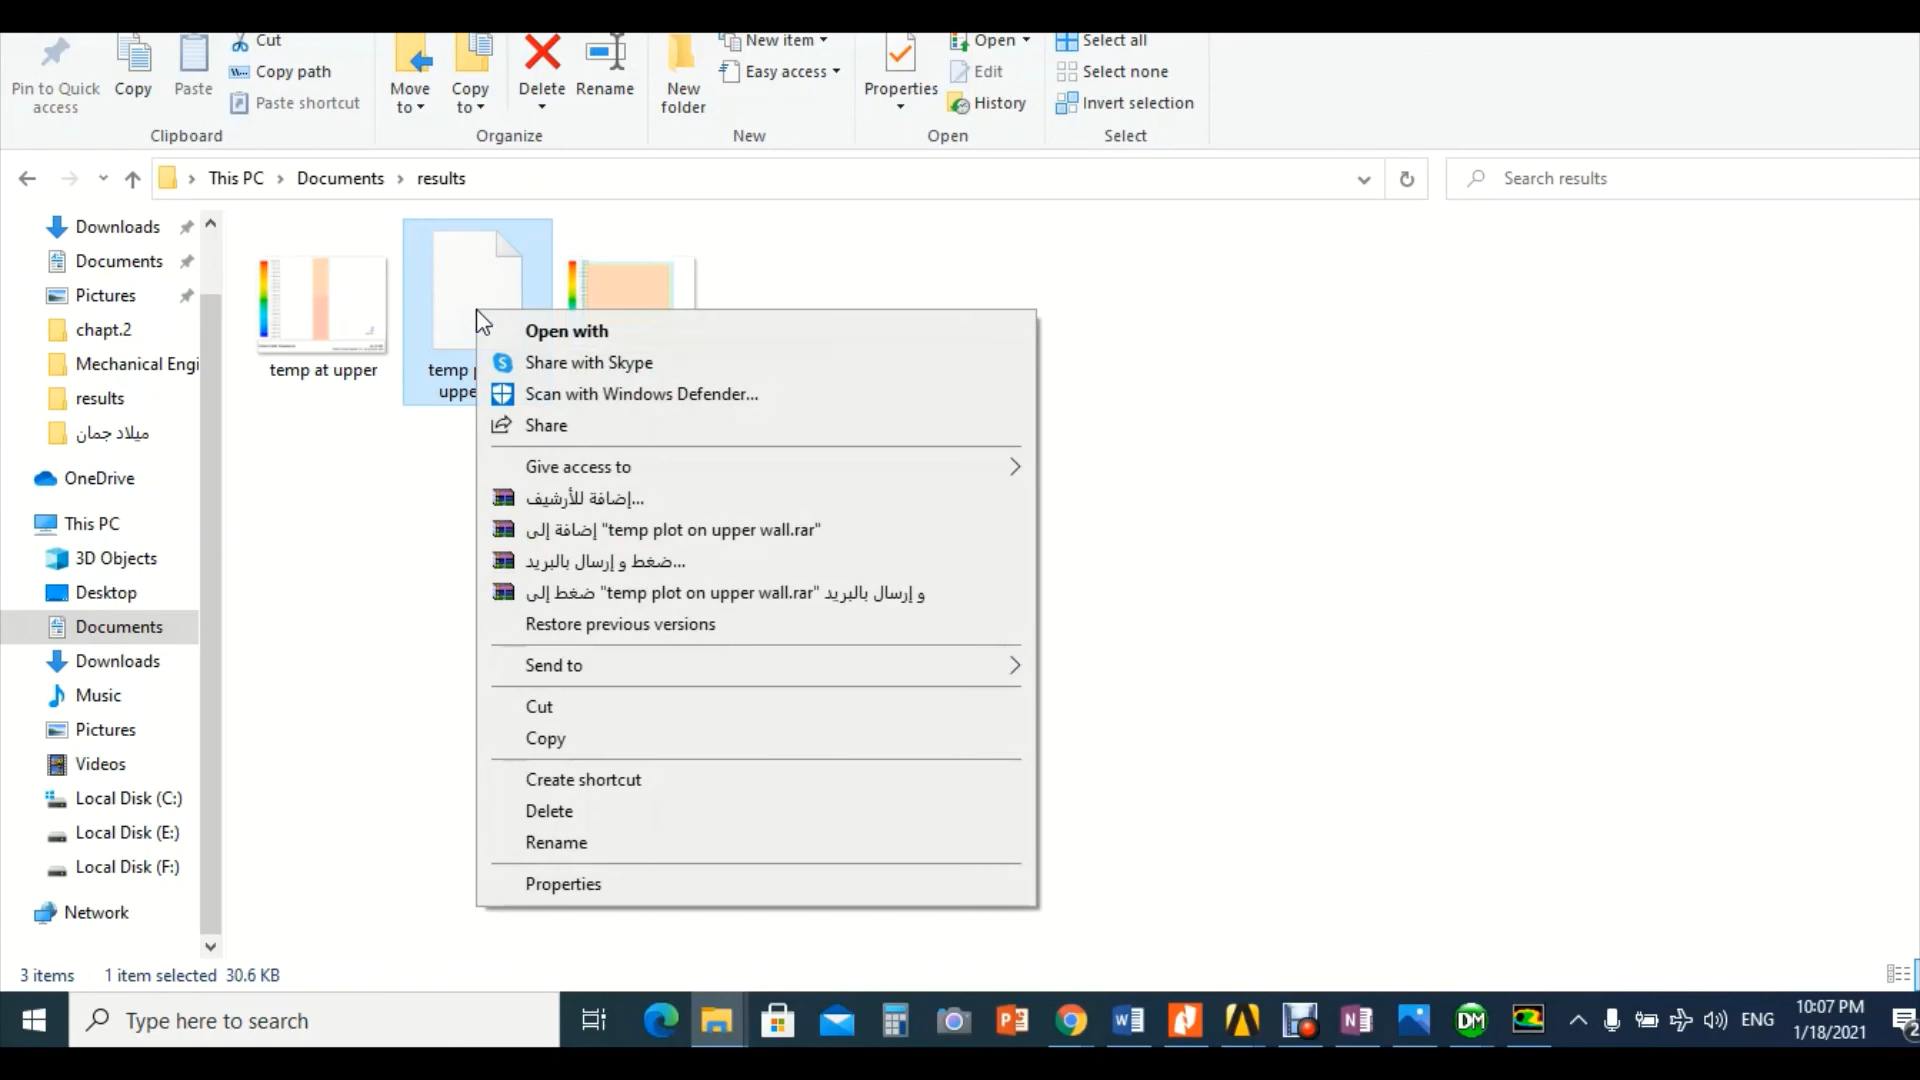 Cut
Copy path
Paste shortcut
Pin to Quick access
Copy
Paste
Clipboard
Move to
Copy to
Delete
Rename
Organize
New folder
New item
Easy access
New
Properties
Open
Edit
History
Open
Select all
Select none
Invert selection
Select
This PC
Documents
results
Search results
Downloads
Documents
Pictures
chapt.2
Mechanical Engi
results
ميلاد جمان
OneDrive
This PC
3D Objects
Desktop
Documents
Downloads
Music
Pictures
Videos
Local Disk (C:)
Local Disk (E:)
Local Disk (F:)
Network
temp at upper
temp p
uppe
Open with
Share with Skype
Scan with Windows Defender...
Share
Give access to
إضافة للأرشيف...
إضافة إلى "temp plot on upper wall.rar"
ضغط و إرسال بالبريد...
ضغط إلى "temp plot on upper wall.rar" و إرسال بالبريد
Restore previous versions
Send to
Cut
Copy
Create shortcut
Delete
Rename
Properties
3 items
1 item selected 30.6 KB
Type here to search
ENG
10:07 PM
1/18/2021
2